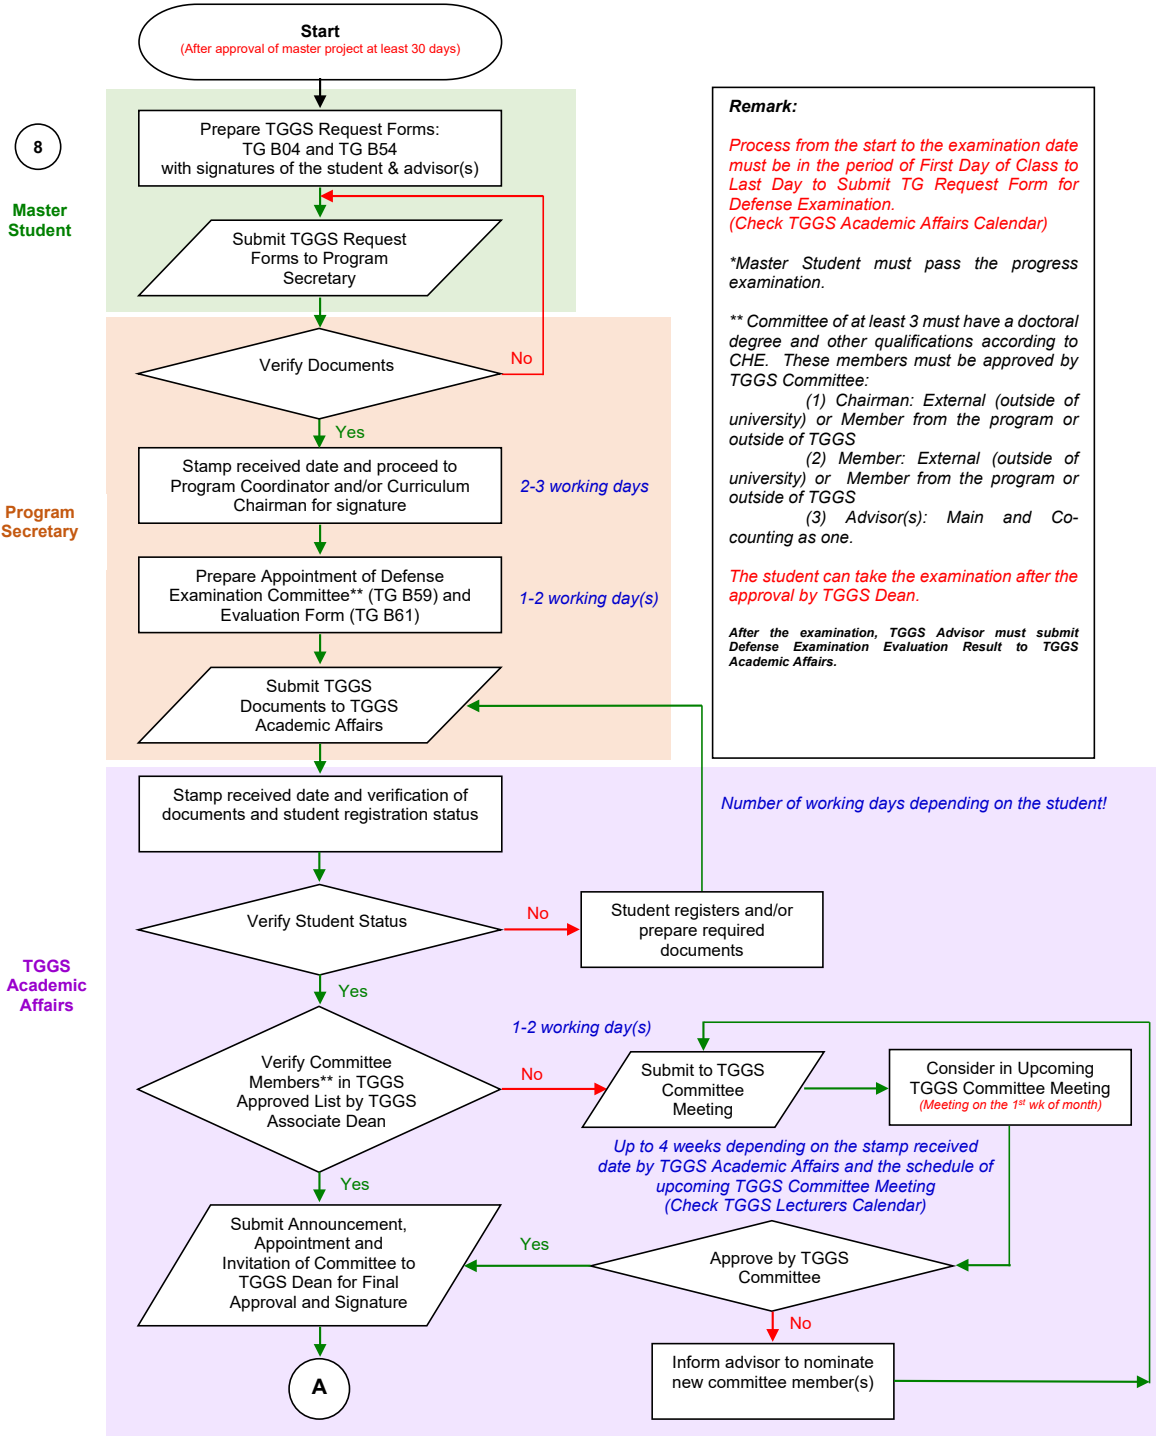 Start
(After approval of master project at least 30 days)
8
Master
Student
Prepare TGGS Request Forms:
TG B04 and TG B54
with signatures of the student & advisor(s)
Submit TGGS Request
Forms to Program
Secretary
Verify Documents
No
Yes
Program
Secretary
Stamp received date and proceed to
Program Coordinator and/or Curriculum
Chairman for signature
2-3 working days
Prepare Appointment of Defense
Examination Committee** (TG B59) and
Evaluation Form (TG B61)
1-2 working day(s)
Submit TGGS
Documents to TGGS
Academic Affairs
Remark:
Process from the start to the examination date
must be in the period of First Day of Class to
Last Day to Submit TG Request Form for
Defense Examination.
(Check TGGS Academic Affairs Calendar)
*Master Student must pass the progress
examination.
** Committee of at least 3 must have a doctoral
degree and other qualifications according to
CHE. These members must be approved by
TGGS Committee:
(1) Chairman: External (outside of
university) or Member from the program or
outside of TGGS
(2) Member: External (outside of
university) or Member from the program or
outside of TGGS
(3) Advisor(s): Main and Co-
counting as one.
The student can take the examination after the
approval by TGGS Dean.
After the examination, TGGS Advisor must submit
Defense Examination Evaluation Result to TGGS
Academic Affairs.
TGGS
Academic
Affairs
Stamp received date and verification of
documents and student registration status
Number of working days depending on the student!
Verify Student Status
No
Student registers and/or
prepare required
documents
Yes
1-2 working day(s)
Verify Committee
Members** in TGGS
Approved List by TGGS
Associate Dean
No
Submit to TGGS
Committee
Meeting
Consider in Upcoming
TGGS Committee Meeting
(Meeting on the 1st wk of month)
Up to 4 weeks depending on the stamp received
date by TGGS Academic Affairs and the schedule of
upcoming TGGS Committee Meeting
(Check TGGS Lecturers Calendar)
Yes
Submit Announcement,
Appointment and
Invitation of Committee to
TGGS Dean for Final
Approval and Signature
Yes
Approve by TGGS
Committee
No
Inform advisor to nominate
new committee member(s)
A